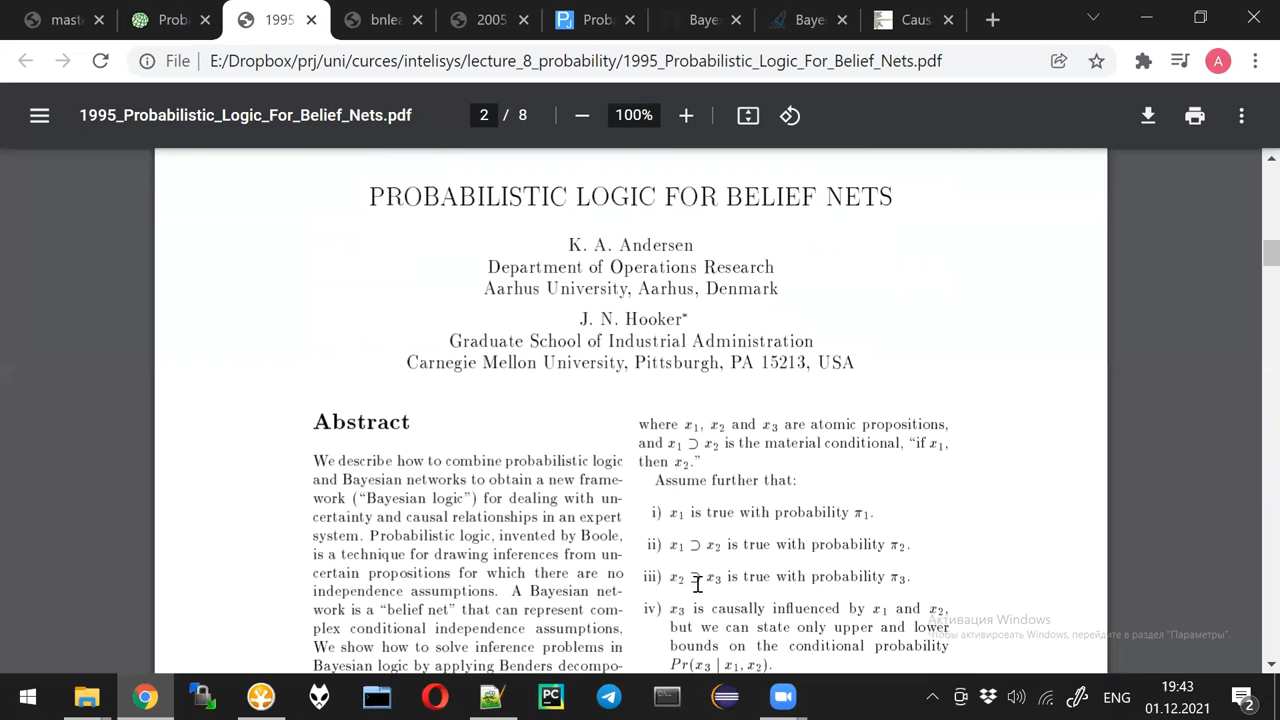 mast
Prob
1995
bnlea
2005
Prob
Bayes
Baye
Caus
File
E:/Dropbox/prj/uni/curces/intelisys/lecture_8_probability/1995_Probabilistic_Logic_For_Belief_Nets.pdf
A
1995_Probabilistic_Logic_For_Belief_Nets.pdf
2 / 8
100%
PROBABILISTIC LOGIC FOR BELIEF NETS
K. A. Andersen
Department of Operations Research
Aarhus University, Aarhus, Denmark
J. N. Hooker*
Graduate School of Industrial Administration
Carnegie Mellon University, Pittsburgh, PA 15213, USA
Abstract
We describe how to combine probabilistic logic
and Bayesian networks to obtain a new frame-
work (“Bayesian logic”) for dealing with un-
certainty and causal relationships in an expert
system. Probabilistic logic, invented by Boole,
is a technique for drawing inferences from un-
certain propositions for which there are no
independence assumptions. A Bayesian net-
work is a “belief net” that can represent com-
plex conditional independence assumptions.
We show how to solve inference problems in
Bayesian logic by applying Benders decompo-
where x₁, x₂ and x₃ are atomic propositions,
and x₁ ⊃ x₂ is the material conditional, “if x₁,
then x₂.”
Assume further that:
i) x₁ is true with probability π₁.
ii) x₁ ⊃ x₂ is true with probability π₂.
iii) x₂ ⊃ x₃ is true with probability π₃.
iv) x₃ is causally influenced by x₁ and x₂,
but we can state only upper and lower
bounds on the conditional probability
Pr(x₃ | x₁, x₂).
Активация Windows
Чтобы активировать Windows, перейдите в раздел "Параметры".
PC
ENG
19:43
01.12.2021
2